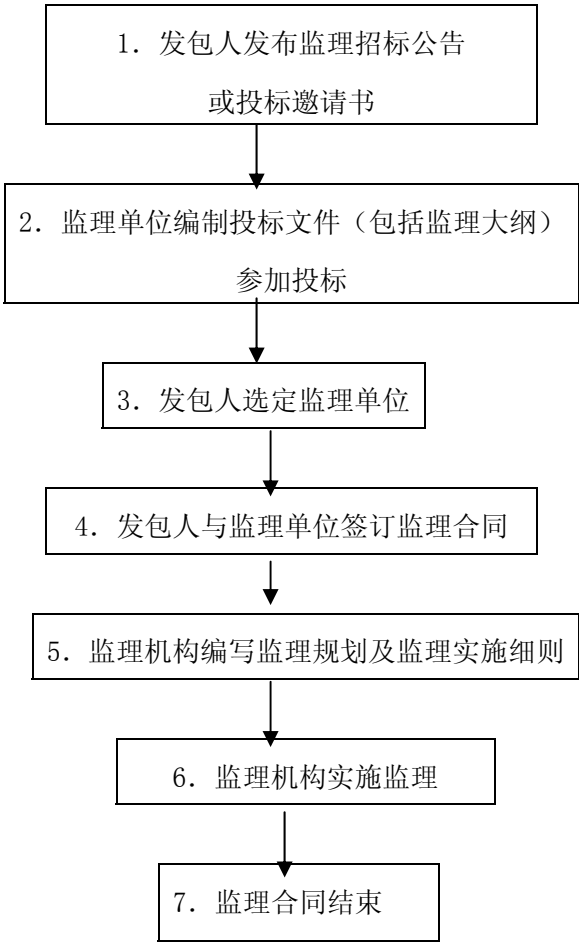 1．发包人发布监理招标公告
或投标邀请书
2．监理单位编制投标文件（包括监理大纲）
参加投标
3．发包人选定监理单位
4．发包人与监理单位签订监理合同
5．监理机构编写监理规划及监理实施细则
6．监理机构实施监理
7．监理合同结束